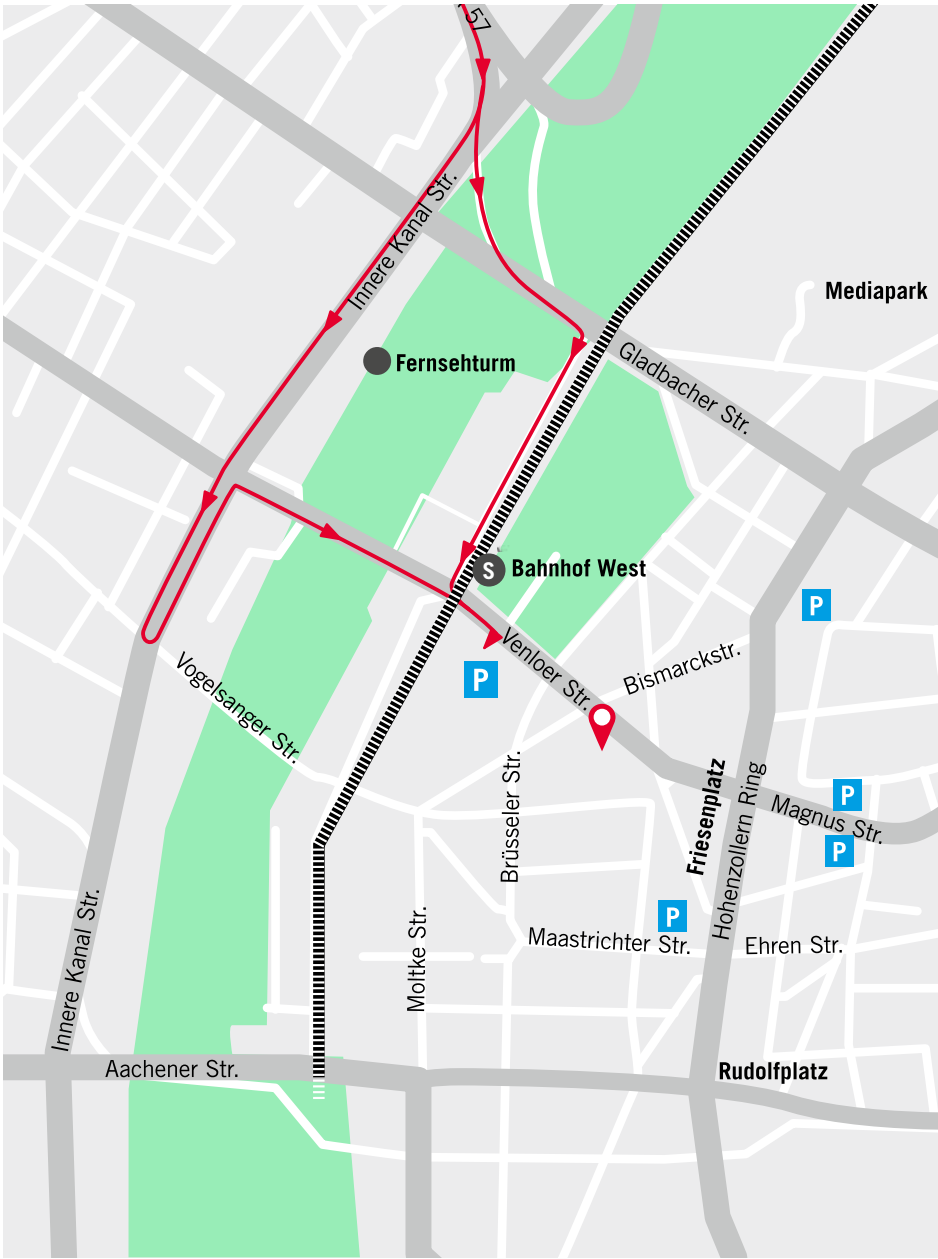 57
Innere Kanal Str.
Mediapark
Fernsehturm
Gladbacher Str.
S
Bahnhof West
P
Venloer Str.
Bismarckstr.
P
Vogelsanger Str.
Brüsseler Str.
Friesenplatz
Hohenzollern Ring
P
Magnus Str.
P
P
Maastrichter Str.
Ehren Str.
Moltke Str.
Innere Kanal Str.
Aachener Str.
Rudolfplatz